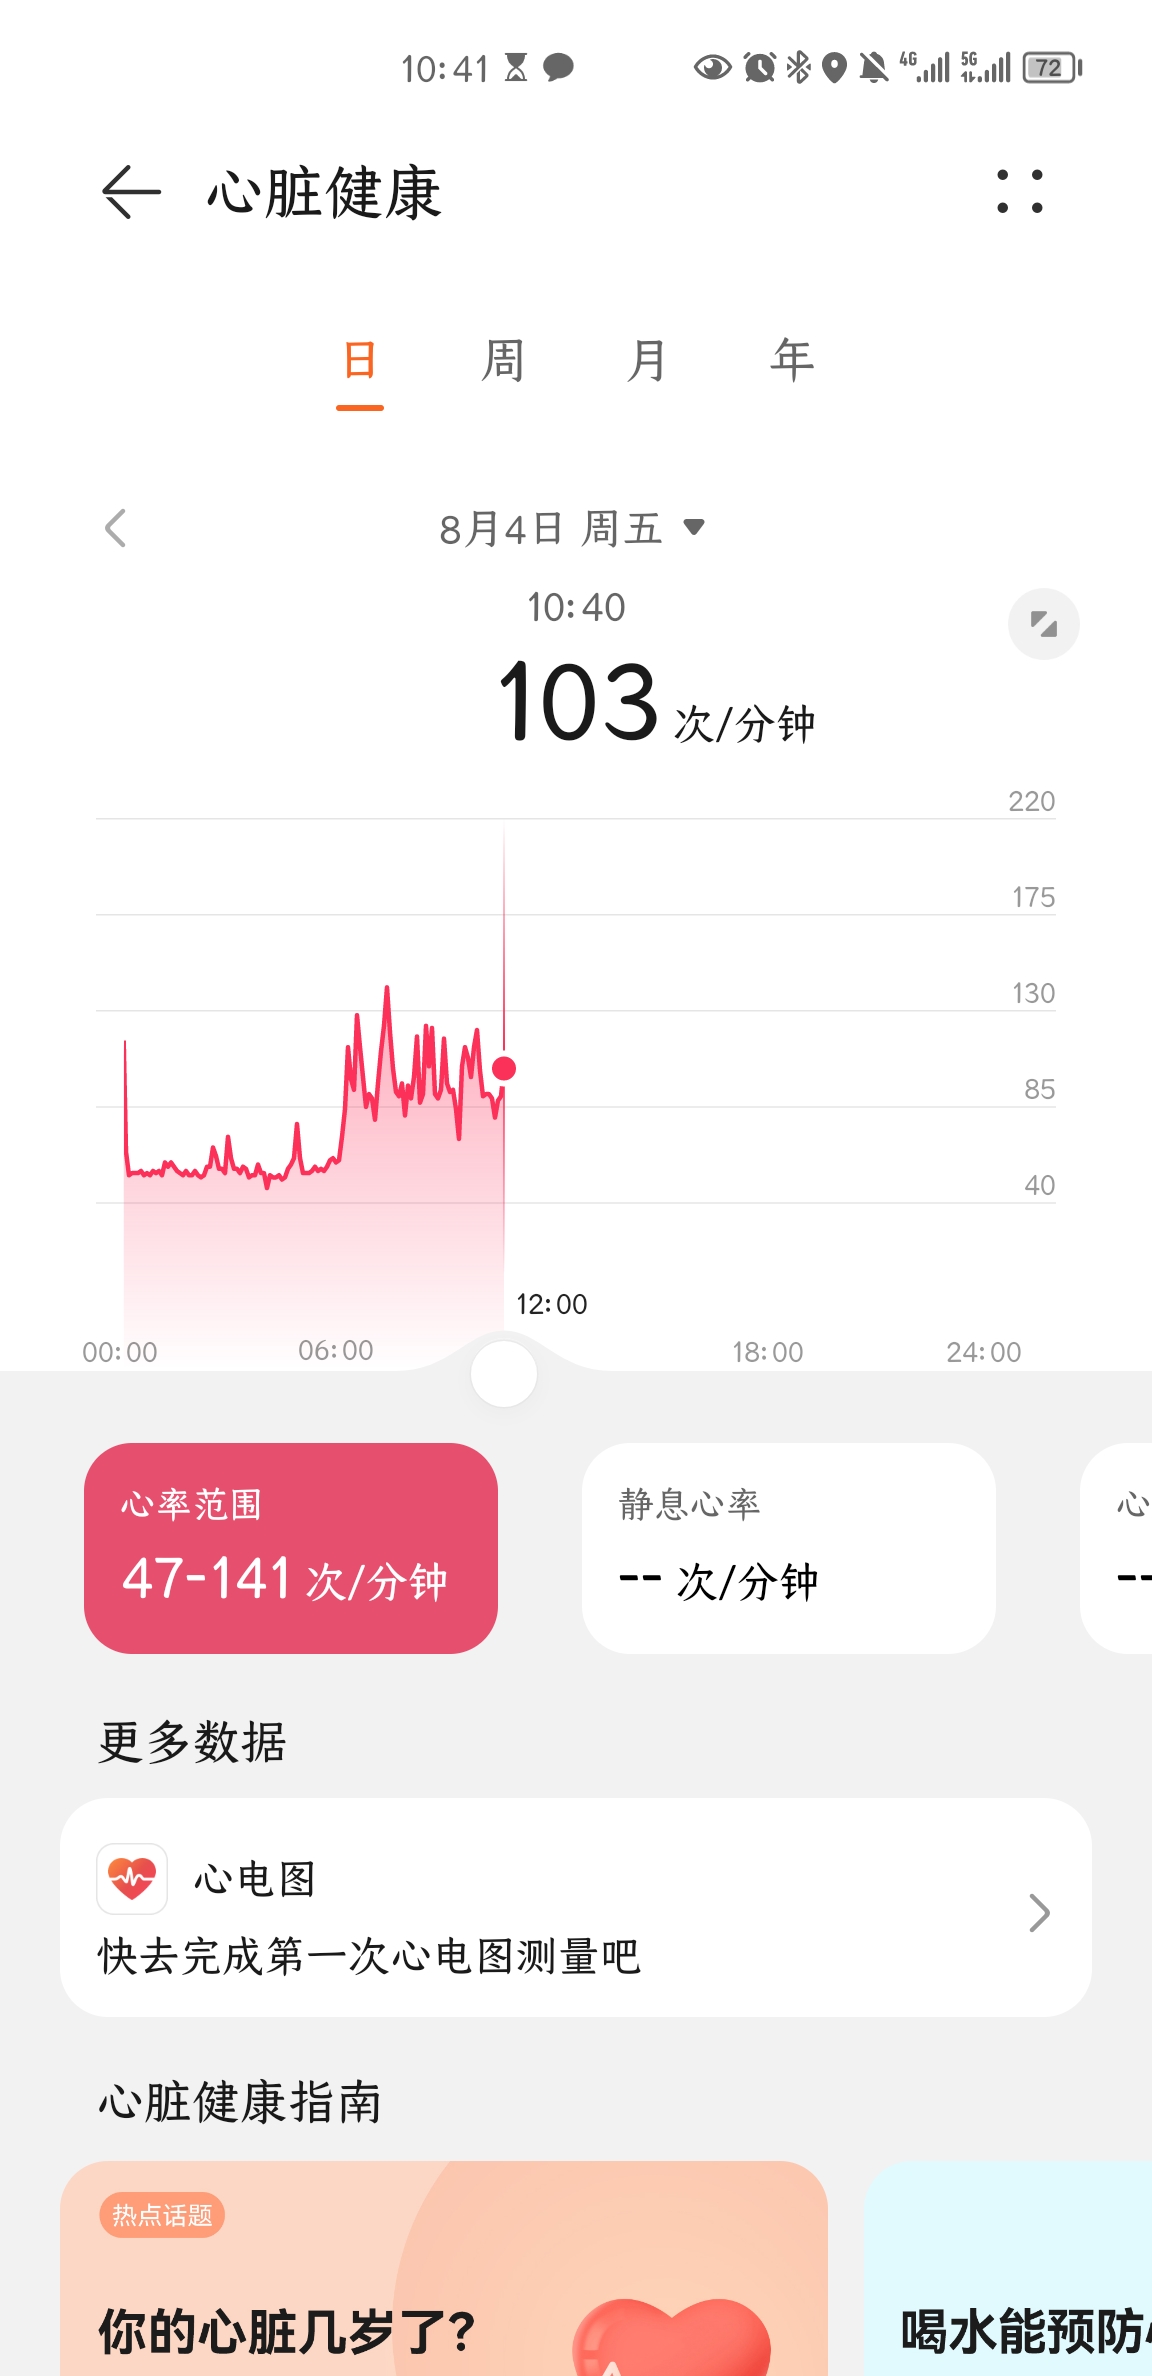 10:41 4G 5G 72
心脏健康
日 周 月 年
8月4日 周五
10:40
103 次/分钟
220
175
130
85
40
12:00
00:00 06:00 18:00 24:00
心率范围 静息心率 心
47-141 次/分钟 -- 次/分钟 --
更多数据
心电图
快去完成第一次心电图测量吧
心脏健康指南
热点话题
你的心脏几岁了? 喝水能预防